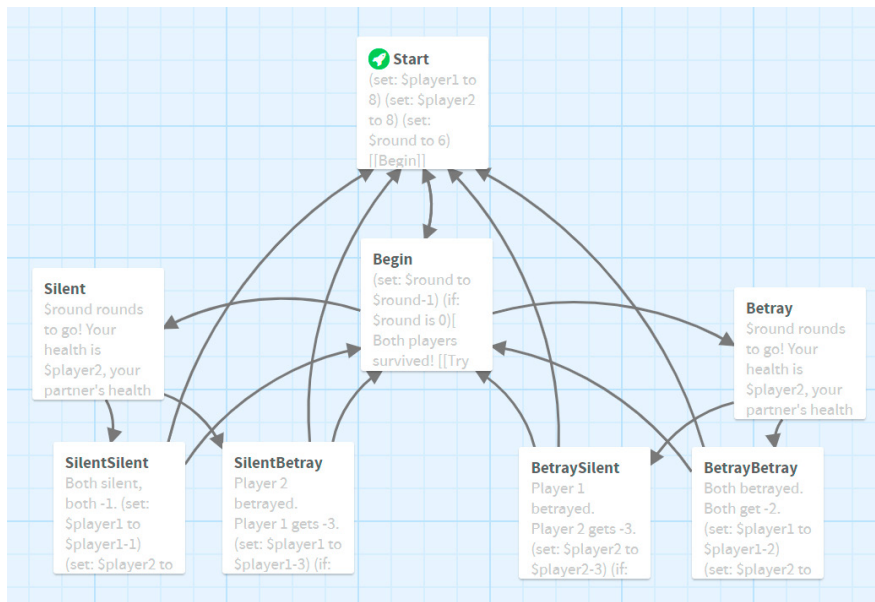 Start
(set: $player1 to
8) (set: $player2
to 8) (set:
$round to 6)
[[Begin]]
Begin
(set: $round to
$round-1) (if:
$round is 0)[
Both players
survived! [[Try
Silent
$round rounds
to go! Your
health is
$player2, your
partner's health
Betray
$round rounds
to go! Your
health is
$player2, your
partner's health
SilentSilent
Both silent,
both -1. (set:
$player1 to
$player1-1)
(set: $player2 to
SilentBetray
Player 2
betrayed.
Player 1 gets -3.
(set: $player1 to
$player1-3) (if:
BetraySilent
Player 1
betrayed.
Player 2 gets -3.
(set: $player2 to
$player2-3) (if:
BetrayBetray
Both betrayed.
Both get -2.
(set: $player1 to
$player1-2)
(set: $player2 to